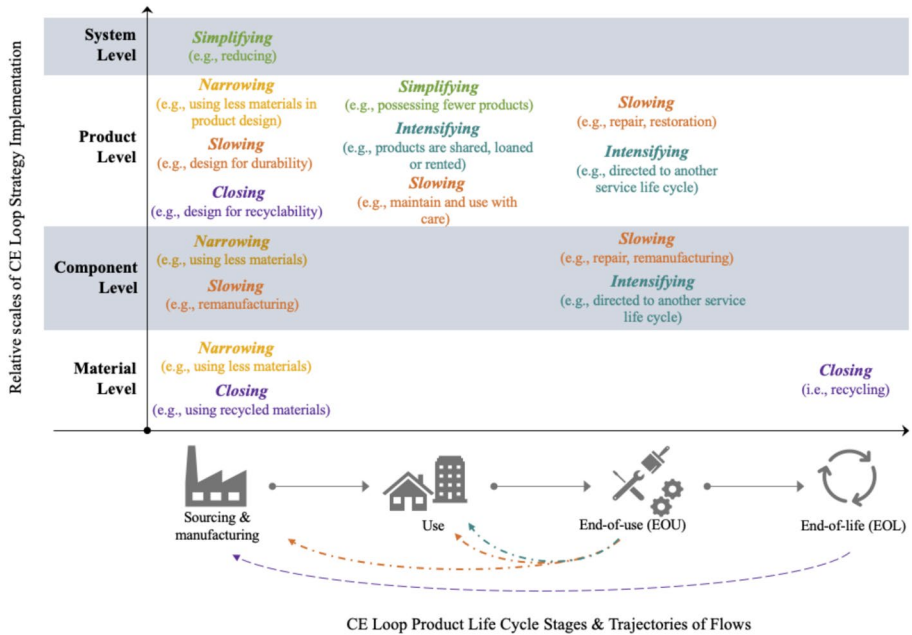 Relative scales of CE Loop Strategy Implementation
System
Level
Simplifying
(e.g., reducing)
Product
Level
Narrowing
(e.g., using less materials in
product design)
Slowing
(e.g., design for durability)
Closing
(e.g., design for recyclability)
Simplifying
(e.g., possessing fewer products)
Intensifying
(e.g., products are shared, loaned
or rented)
Slowing
(e.g., maintain and use with
care)
Slowing
(e.g., repair, restoration)
Intensifying
(e.g., directed to another
service life cycle)
Component
Level
Narrowing
(e.g., using less materials)
Slowing
(e.g., remanufacturing)
Slowing
(e.g., repair, remanufacturing)
Intensifying
(e.g., directed to another service
life cycle)
Material
Level
Narrowing
(e.g., using less materials)
Closing
(e.g., using recycled materials)
Closing
(i.e., recycling)
Sourcing &
manufacturing
Use
End-of-use (EOU)
End-of-life (EOL)
CE Loop Product Life Cycle Stages & Trajectories of Flows